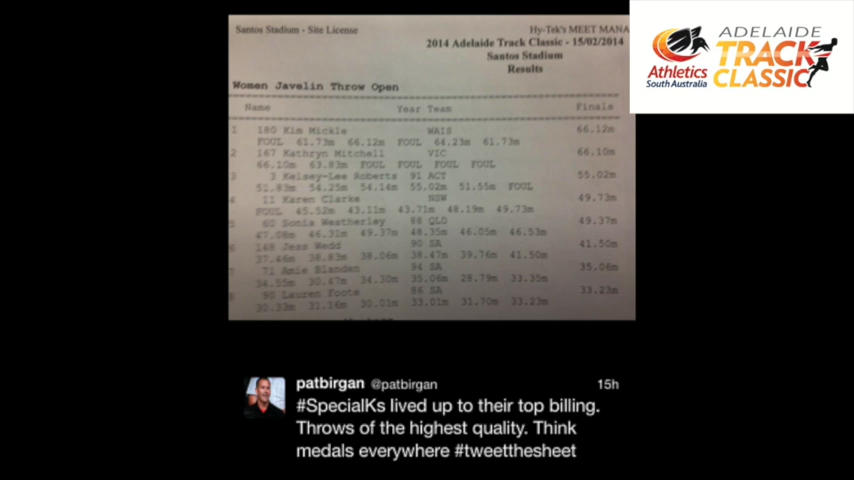 Santos Stadium - Site License
Hy-Tek's MEET MANA
2014 Adelaide Track Classic - 15/02/2014
Santos Stadium
Results
Women Javelin Throw Open
Name Year Team Finals
1 180 Kim Mickle WAIS 66.12m
FOUL 61.73m 66.12m FOUL 64.23m 61.73m
2 167 Kathryn Mitchell VIC 66.10m
66.10m 63.83m FOUL FOUL FOUL FOUL
3 3 Kelsey-Lee Roberts 91 ACT 55.02m
51.83m 54.25m 54.14m 55.02m 51.55m FOUL
4 11 Karen Clarke NSW 49.73m
FOUL 45.52m 43.11m 43.71m 48.19m 49.73m
5 60 Sonia Weatherley 88 QLD 49.37m
47.08m 46.31m 49.37m 48.35m 46.05m 46.53m
6 148 Jess Wedd 90 SA 41.50m
37.46m 38.83m 38.06m 38.47m 39.76m 41.50m
7 71 Amie Blanden 94 SA 35.06m
34.55m 30.47m 34.30m 35.06m 28.79m 33.35m
8 90 Lauren Foote 86 SA 33.23m
30.33m 31.16m 30.01m 33.01m 31.70m 33.23m
Athletics
South Australia
ADELAIDE
TRACK
CLASSIC
patbirgan @patbirgan 15h
#SpecialKs lived up to their top billing.
Throws of the highest quality. Think
medals everywhere #tweetthesheet